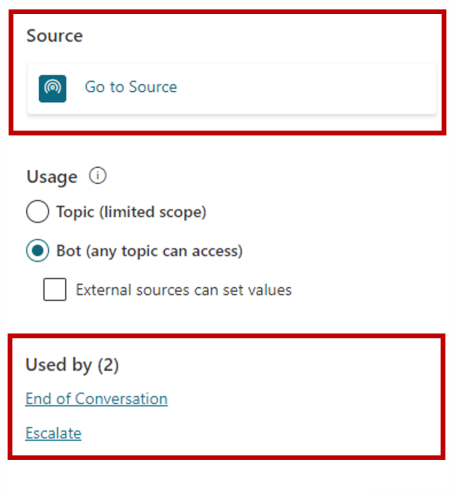 Source
Go to Source
Usage
Topic (limited scope)
Bot (any topic can access)
External sources can set values
Used by (2)
End of Conversation
Escalate